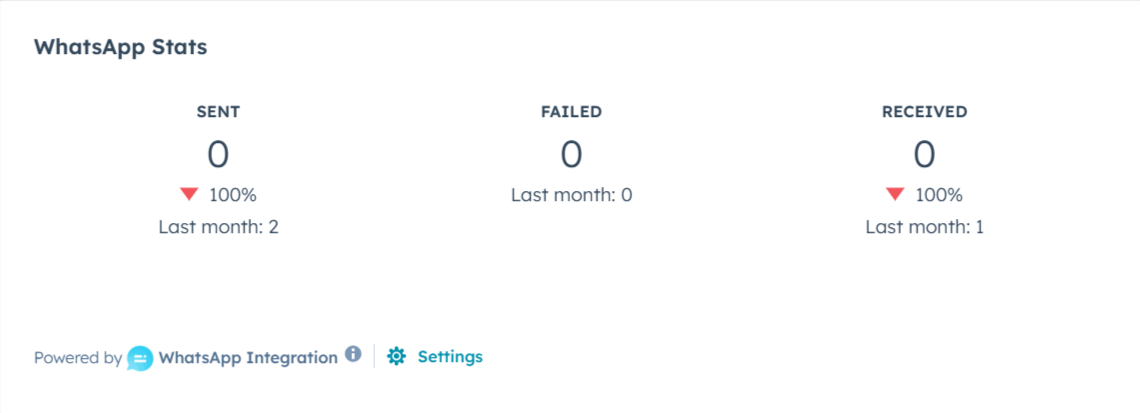 WhatsApp Stats
SENT
0
100%
Last month: 2
FAILED
0
Last month: 0
RECEIVED
0
100%
Last month: 1
Powered by WhatsApp Integration
Settings